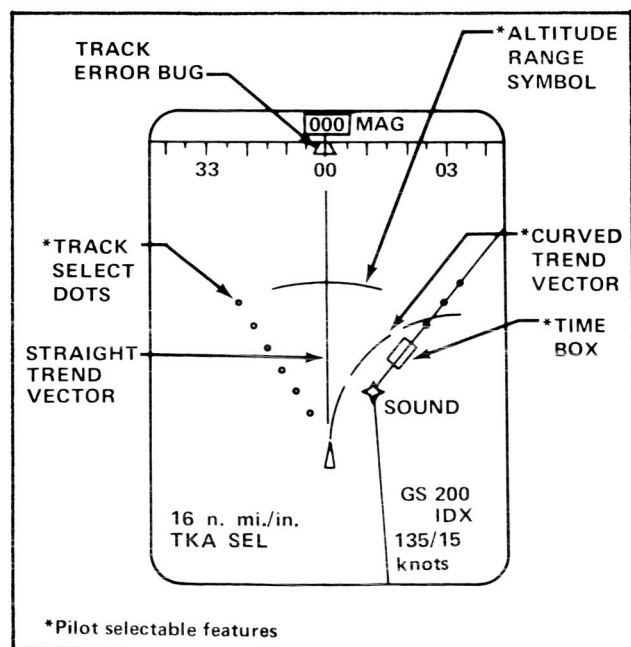 TRACK
ERROR BUG
*ALTITUDE
RANGE
SYMBOL
000 MAG
33 00 03
*TRACK
SELECT
DOTS
*CURVED
TREND
VECTOR
*TIME
BOX
STRAIGHT
TREND
VECTOR
SOUND
16 n. mi./in.
TKA SEL
GS 200
IDX
135/15
knots
*Pilot selectable features